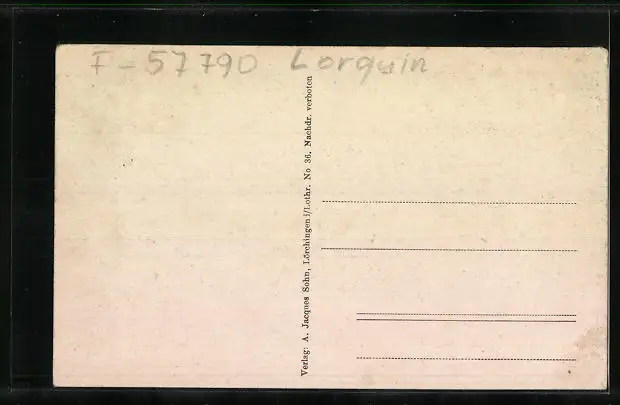 F-57790 Lorquin
Verlag: A. Jacques Sohn, Lörchingen i/Lothr. No 36. Nachdr. verboten